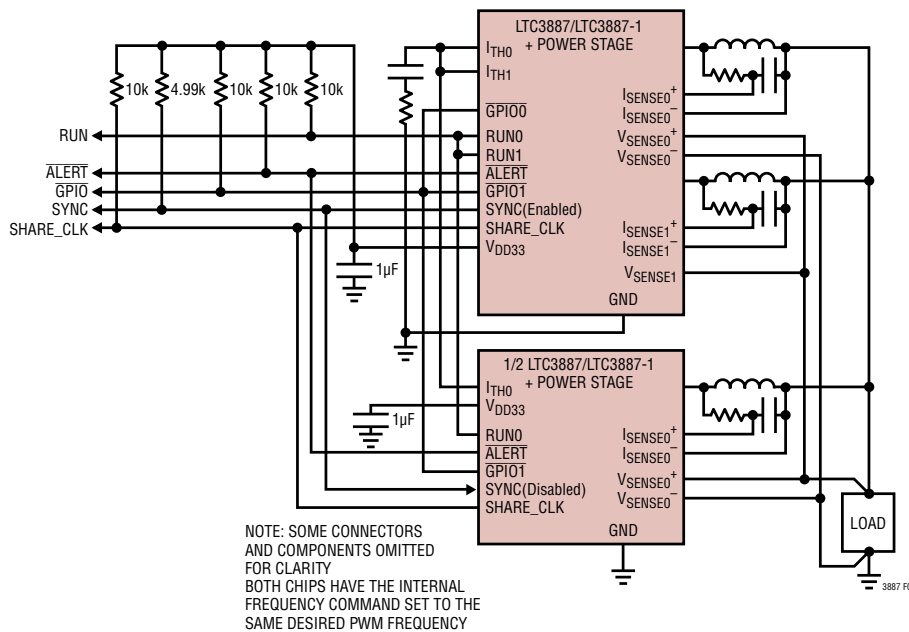 LTC3887/LTC3887-1
+ POWER STAGE
ITH0
ITH1
GPIO0
RUN0
RUN1
ALERT
GPIO1
SYNC(Enabled)
SHARE_CLK
VDD33
ISENSE0+
ISENSE0–
VSENSE0+
VSENSE0–
ISENSE1+
ISENSE1–
VSENSE1
GND
10k
4.99k
10k
10k
10k
RUN
ALERT
GPIO
SYNC
SHARE_CLK
1µF
1/2 LTC3887/LTC3887-1
+ POWER STAGE
ITH0
VDD33
RUN0
ALERT
GPIO1
SYNC(Disabled)
SHARE_CLK
ISENSE0+
ISENSE0–
VSENSE0+
VSENSE0–
GND
1µF
LOAD
NOTE: SOME CONNECTORS
AND COMPONENTS OMITTED
FOR CLARITY
BOTH CHIPS HAVE THE INTERNAL
FREQUENCY COMMAND SET TO THE
SAME DESIRED PWM FREQUENCY
3887